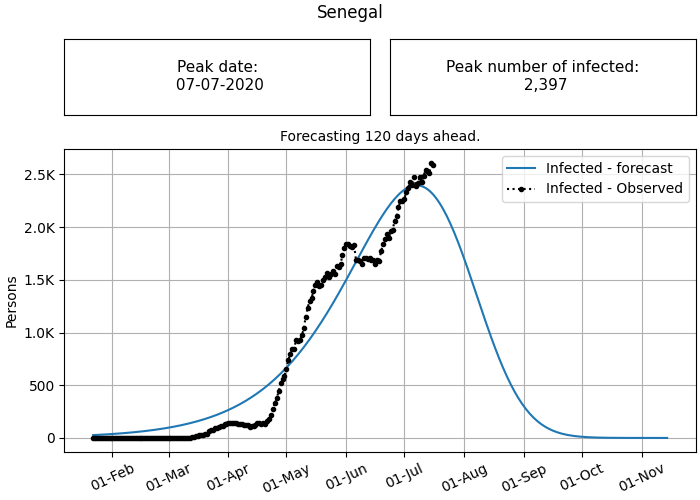 Senegal
Peak date:
07-07-2020
Peak number of infected:
2,397
Forecasting 120 days ahead.
Infected - forecast
Infected - Observed
Persons
2.5K
2.0K
1.5K
1.0K
500
0
01-Feb
01-Mar
01-Apr
01-May
01-Jun
01-Jul
01-Aug
01-Sep
01-Oct
01-Nov